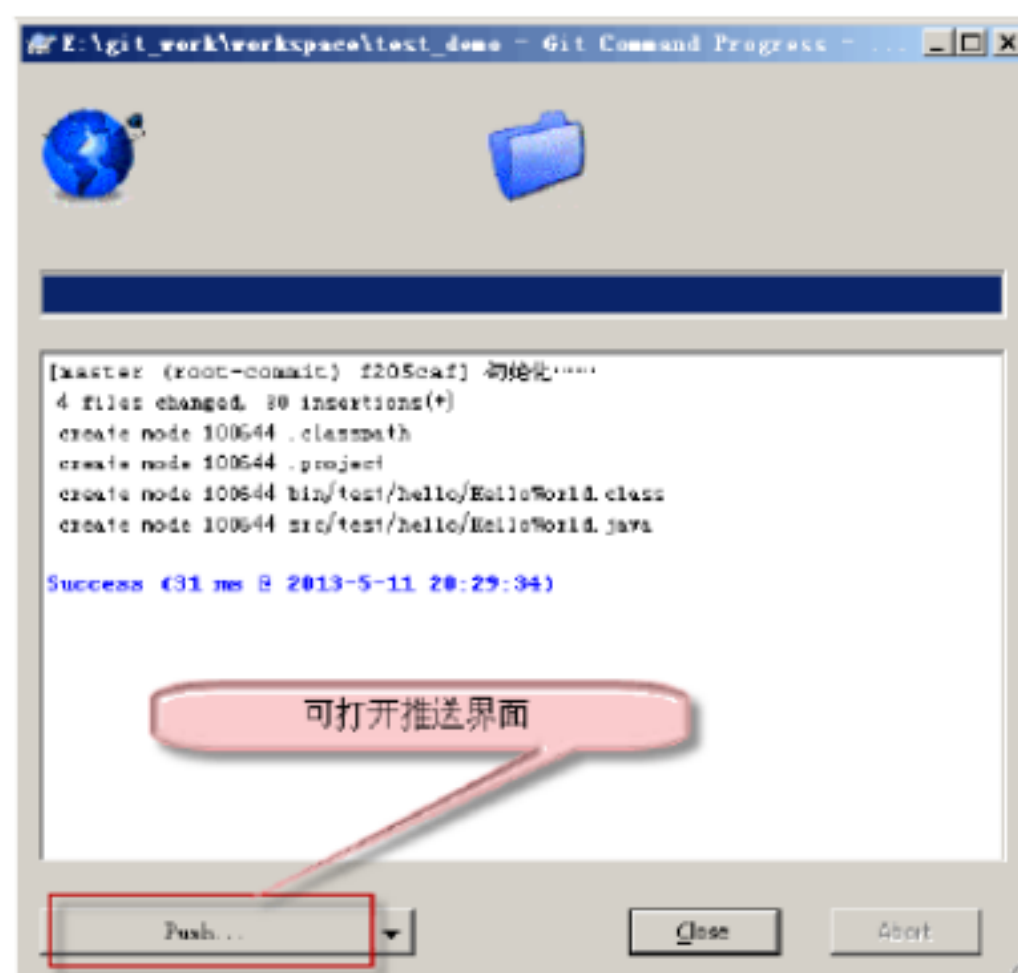 E:\git_work\workspace\test_demo - Git Command Progress - ...
[master (root-commit) f205caf] 初始化……
4 files changed, 80 insertions(+)
create mode 100644 .classpath
create mode 100644 .project
create mode 100644 bin/test/hello/HelloWorld.class
create mode 100644 src/test/hello/HelloWorld.java
Success (31 ms @ 2013-5-11 20:29:34)
可打开推送界面
Push...
Close
Abort